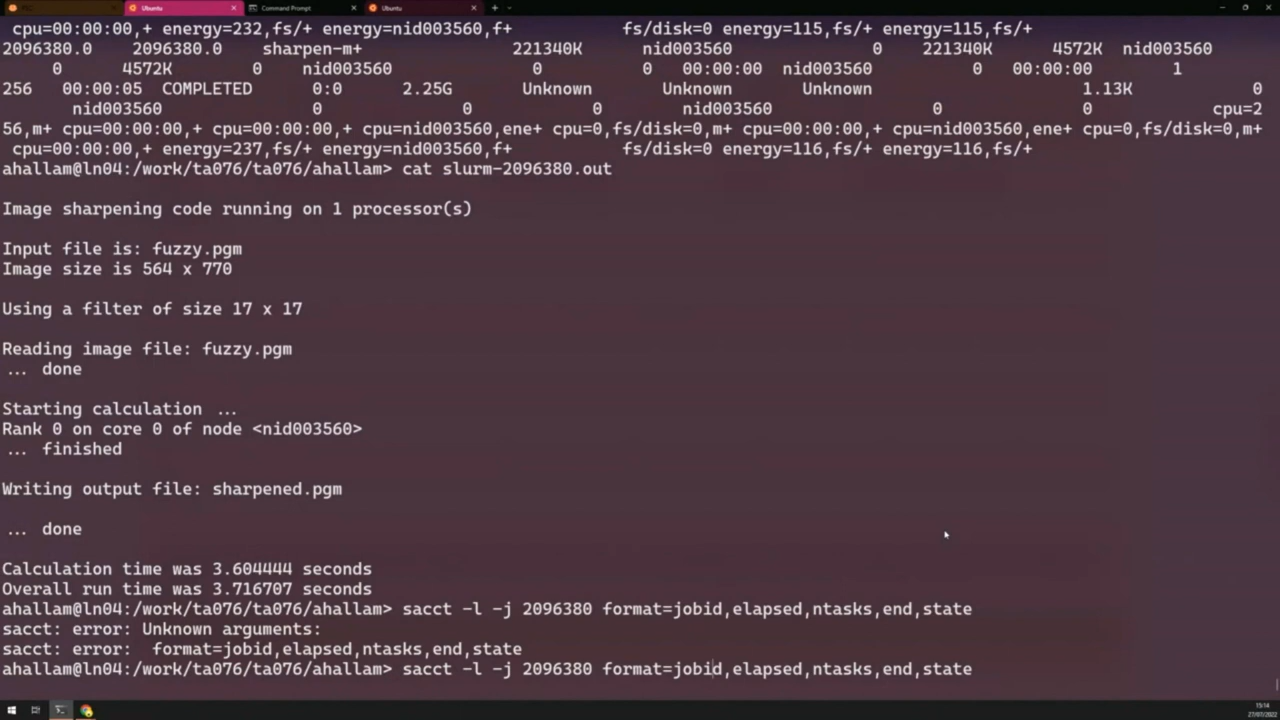 Ubuntu
Command Prompt
Ubuntu
cpu=00:00:00,+ energy=232,fs/+ energy=nid003560,f+ fs/disk=0 energy=115,fs/+ energy=115,fs/+
2096380.0 2096380.0 sharpen-m+ 221340K nid003560 0 221340K 4572K nid003560
0 4572K 0 nid003560 0 0 00:00:00 nid003560 0 00:00:00 1
256 00:00:05 COMPLETED 0:0 2.25G Unknown Unknown Unknown 1.13K 0
nid003560 0 0 0 nid003560 0 0 cpu=2
56,m+ cpu=00:00:00,+ cpu=00:00:00,+ cpu=nid003560,ene+ cpu=0,fs/disk=0,m+ cpu=00:00:00,+ cpu=nid003560,ene+ cpu=0,fs/disk=0,m+
cpu=00:00:00,+ energy=237,fs/+ energy=nid003560,f+ fs/disk=0 energy=116,fs/+ energy=116,fs/+
ahallam@ln04:/work/ta076/ta076/ahallam> cat slurm-2096380.out
Image sharpening code running on 1 processor(s)
Input file is: fuzzy.pgm
Image size is 564 x 770
Using a filter of size 17 x 17
Reading image file: fuzzy.pgm
... done
Starting calculation ...
Rank 0 on core 0 of node <nid003560>
... finished
Writing output file: sharpened.pgm
... done
Calculation time was 3.604444 seconds
Overall run time was 3.716707 seconds
ahallam@ln04:/work/ta076/ta076/ahallam> sacct -l -j 2096380 format=jobid,elapsed,ntasks,end,state
sacct: error: Unknown arguments:
sacct: error:  format=jobid,elapsed,ntasks,end,state
ahallam@ln04:/work/ta076/ta076/ahallam> sacct -l -j 2096380 format=jobid,elapsed,ntasks,end,state
15:14
27/07/2022